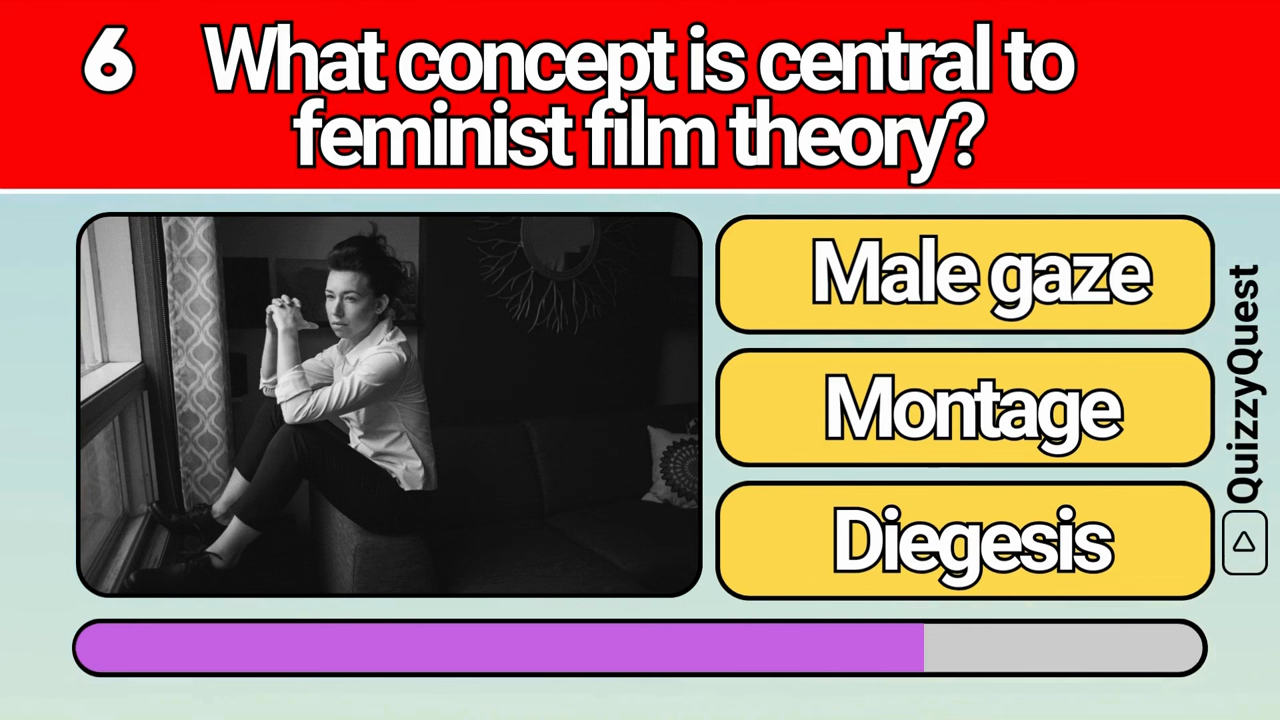 6 What concept is central to
feminist film theory?
Male gaze
Montage
Diegesis
QuizzyQuest